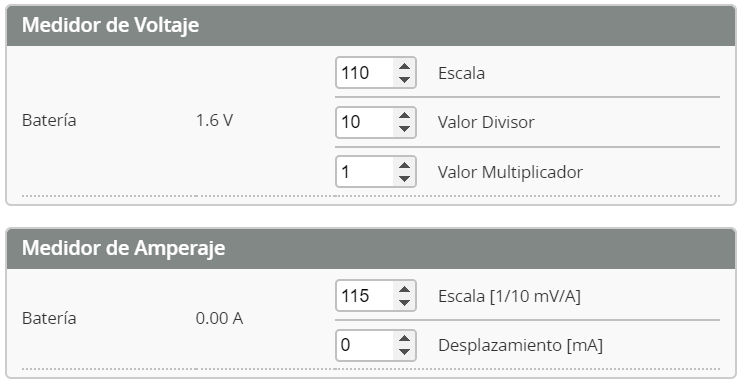 Medidor de Voltaje
110 Escala
Batería 1.6 V 10 Valor Divisor
1 Valor Multiplicador
Medidor de Amperaje
115 Escala [1/10 mV/A]
Batería 0.00 A
0 Desplazamiento [mA]